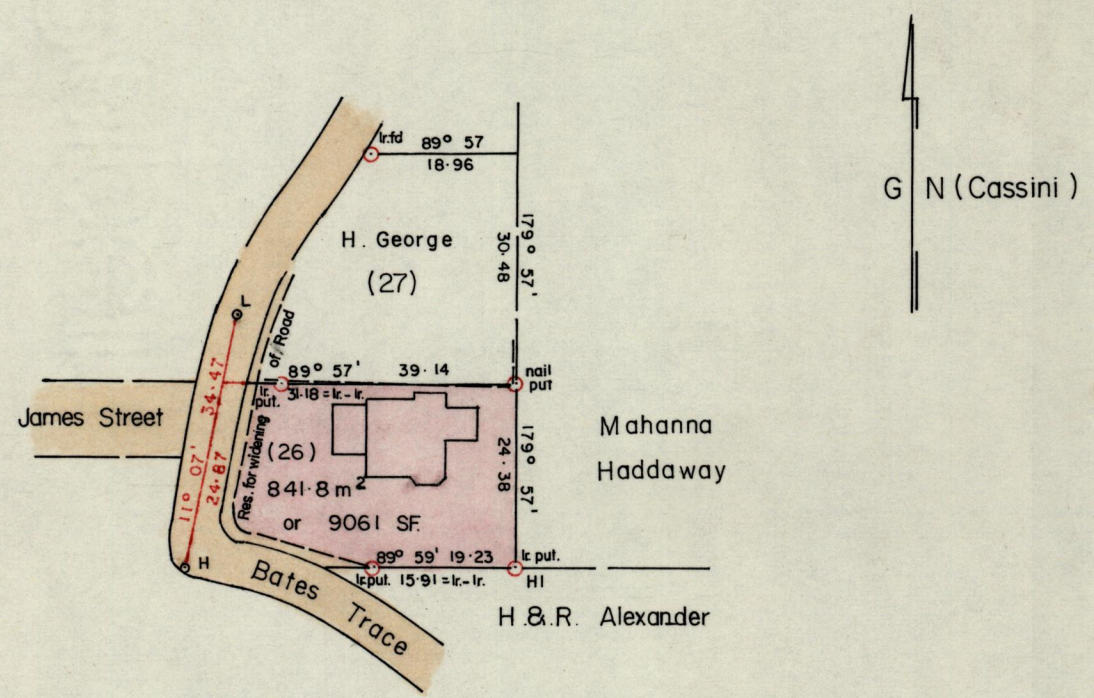 Ir.fd
89° 57
18·96
G N (Cassini)
179° 57'
30·48
H. George
(27)
L
Res. for widening of Road
34·47
89° 57' 39·14
nail put
Ir. put.
31·18 = Ir.-Ir.
James Street
Mahanna
Haddaway
(26)
841·8 m²
or 9061 SF.
179° 57'
24·38
11° 07'
24·87
H
89° 59' 19·23
Ir. put.
Ir.put. 15·91 = Ir.-Ir.
H1
Bates Trace
H.&.R. Alexander